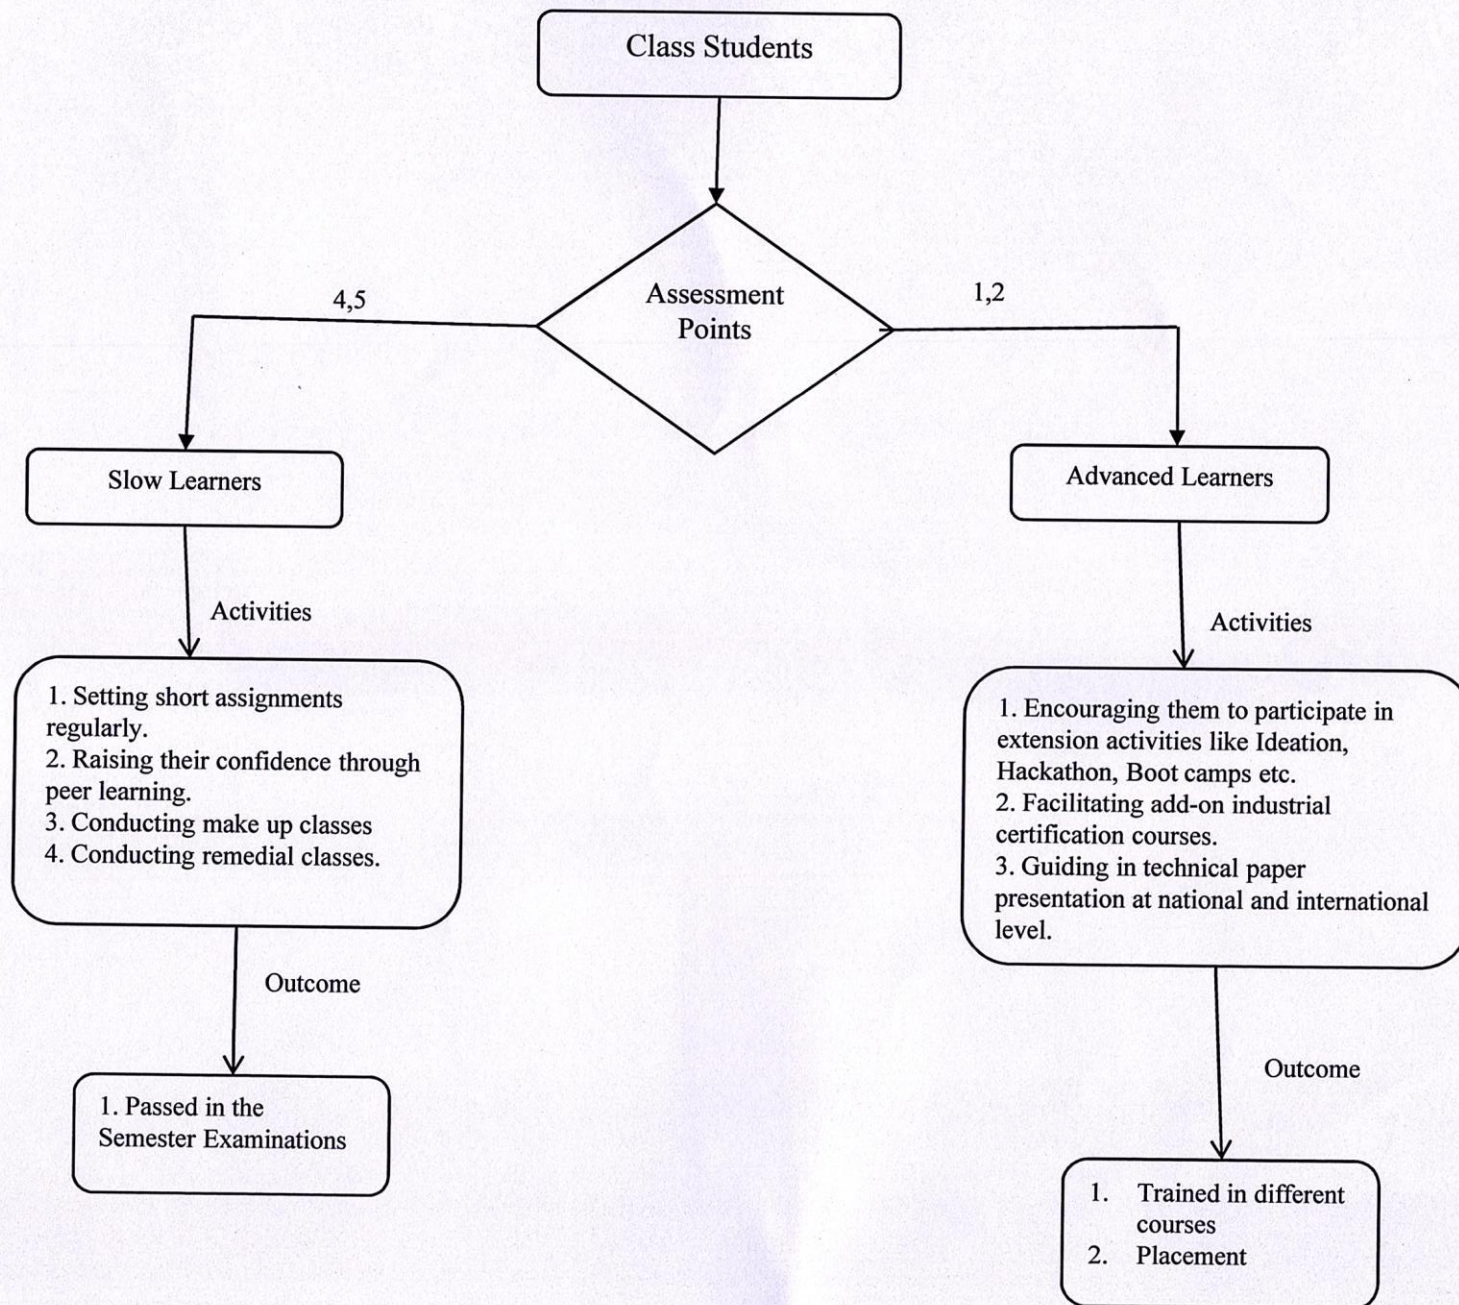 Class Students
Assessment
Points
4,5
1,2
Slow Learners
Advanced Learners
Activities
Activities
1. Setting short assignments
regularly.
2. Raising their confidence through
peer learning.
3. Conducting make up classes
4. Conducting remedial classes.
1. Encouraging them to participate in
extension activities like Ideation,
Hackathon, Boot camps etc.
2. Facilitating add-on industrial
certification courses.
3. Guiding in technical paper
presentation at national and international
level.
Outcome
Outcome
1. Passed in the
Semester Examinations
1. Trained in different
courses
2. Placement